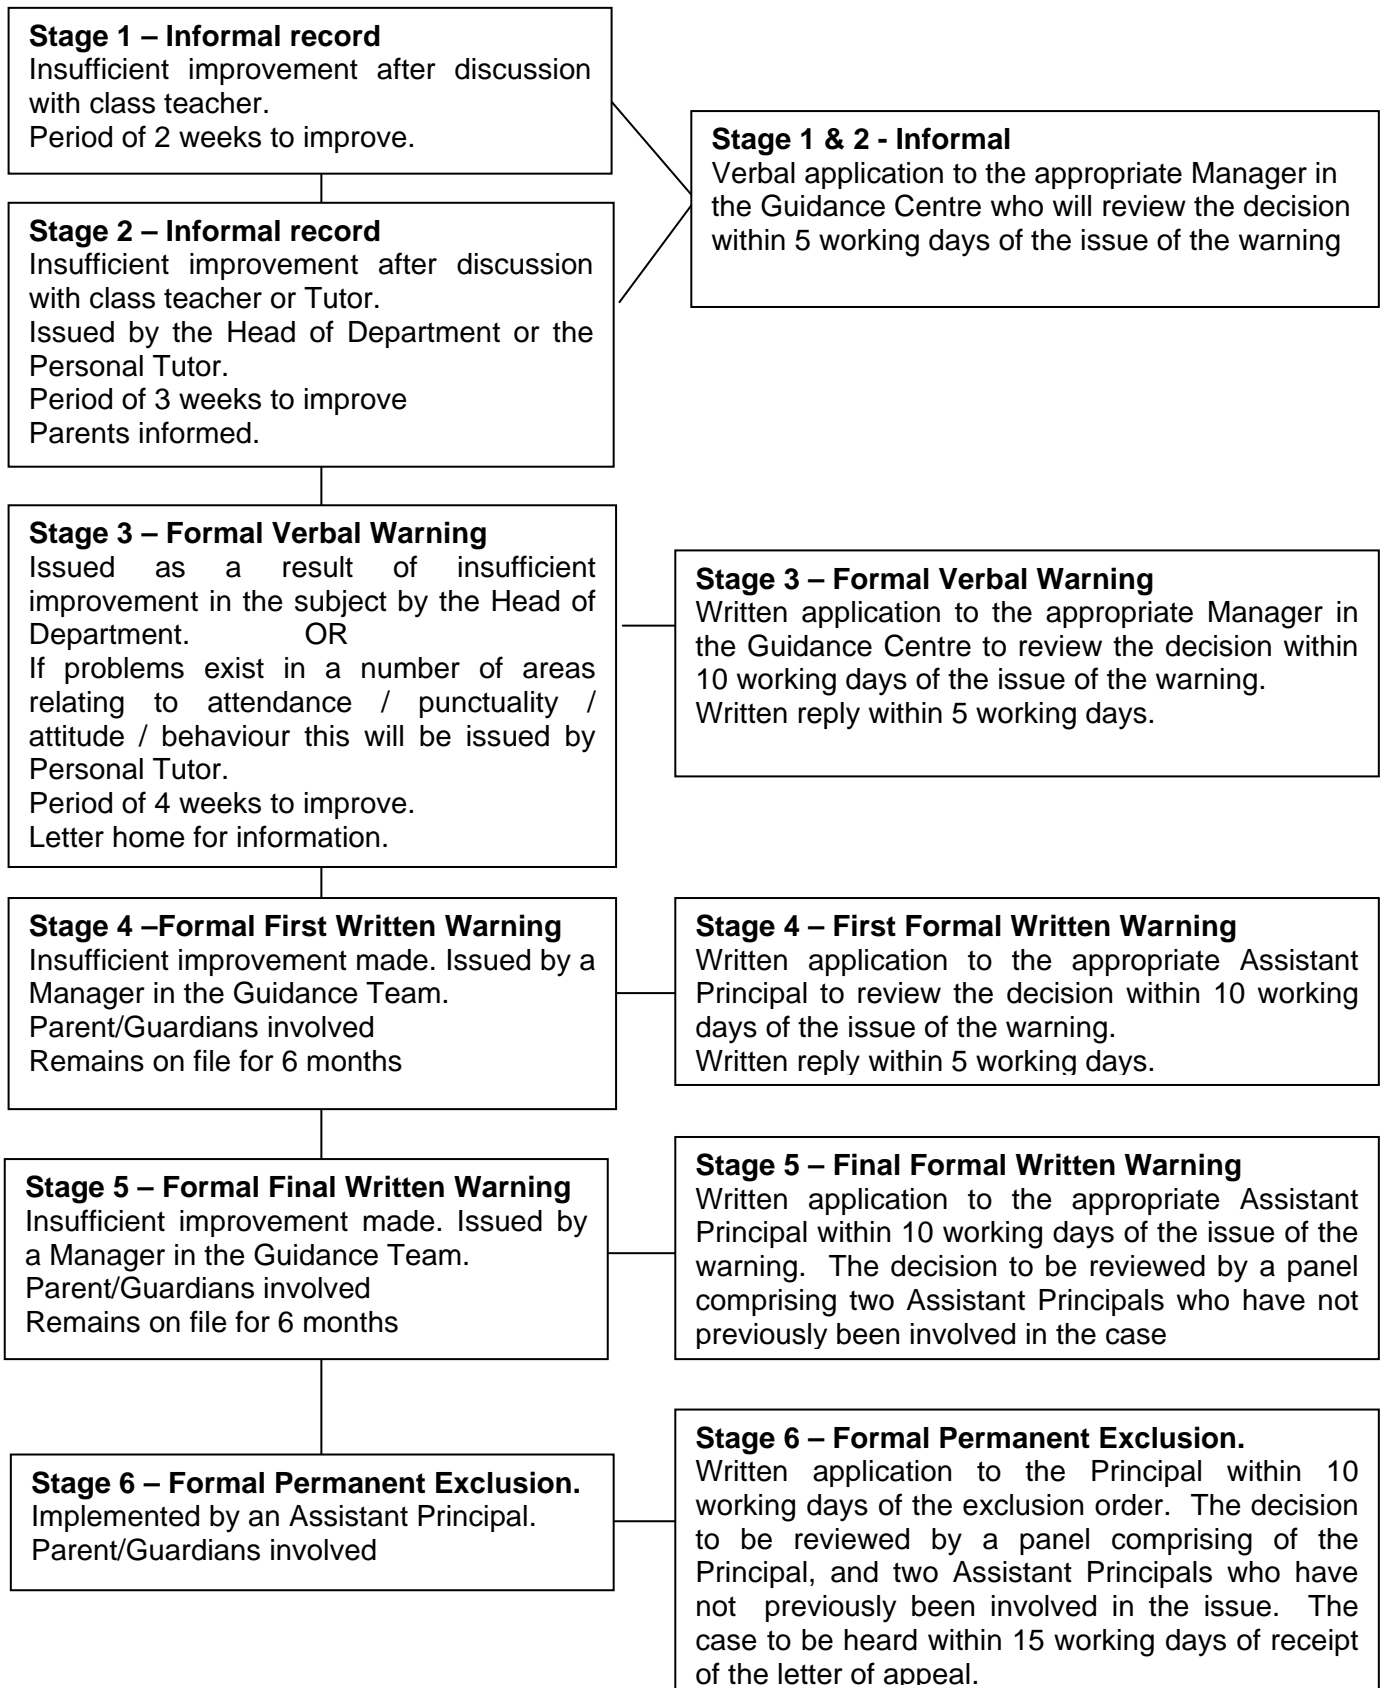 Stage 1 – Informal record
Insufficient improvement after discussion
with class teacher.
Period of 2 weeks to improve.
Stage 1 & 2 - Informal
Verbal application to the appropriate Manager in
the Guidance Centre who will review the decision
within 5 working days of the issue of the warning
Stage 2 – Informal record
Insufficient improvement after discussion
with class teacher or Tutor.
Issued by the Head of Department or the
Personal Tutor.
Period of 3 weeks to improve
Parents informed.
Stage 3 – Formal Verbal Warning
Issued as a result of insufficient
improvement in the subject by the Head of
Department. OR
If problems exist in a number of areas
relating to attendance / punctuality /
attitude / behaviour this will be issued by
Personal Tutor.
Period of 4 weeks to improve.
Letter home for information.
Stage 3 – Formal Verbal Warning
Written application to the appropriate Manager in
the Guidance Centre to review the decision within
10 working days of the issue of the warning.
Written reply within 5 working days.
Stage 4 –Formal First Written Warning
Insufficient improvement made. Issued by a
Manager in the Guidance Team.
Parent/Guardians involved
Remains on file for 6 months
Stage 4 – First Formal Written Warning
Written application to the appropriate Assistant
Principal to review the decision within 10 working
days of the issue of the warning.
Written reply within 5 working days.
Stage 5 – Formal Final Written Warning
Insufficient improvement made. Issued by
a Manager in the Guidance Team.
Parent/Guardians involved
Remains on file for 6 months
Stage 5 – Final Formal Written Warning
Written application to the appropriate Assistant
Principal within 10 working days of the issue of the
warning. The decision to be reviewed by a panel
comprising two Assistant Principals who have not
previously been involved in the case
Stage 6 – Formal Permanent Exclusion.
Implemented by an Assistant Principal.
Parent/Guardians involved
Stage 6 – Formal Permanent Exclusion.
Written application to the Principal within 10
working days of the exclusion order. The decision
to be reviewed by a panel comprising of the
Principal, and two Assistant Principals who have
not previously been involved in the issue. The
case to be heard within 15 working days of receipt
of the letter of appeal.